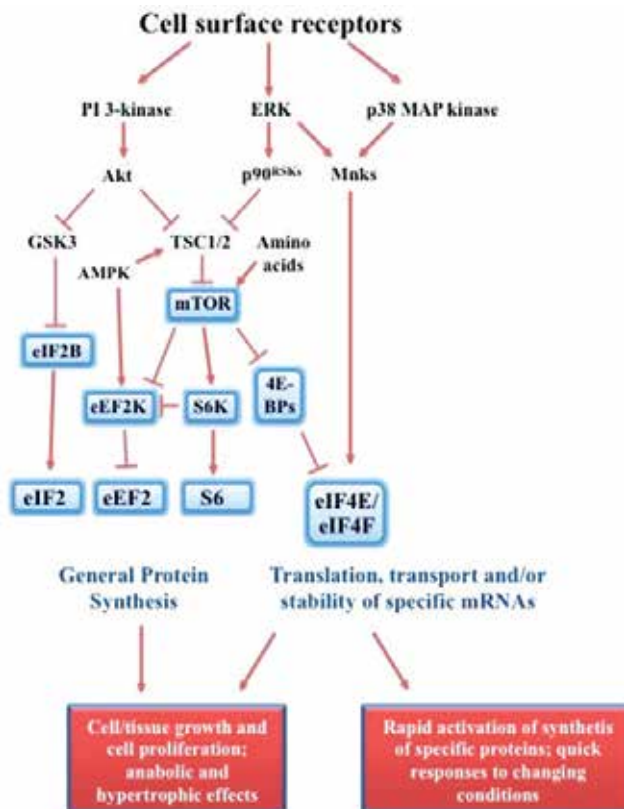 Cell surface receptors
PI 3-kinase
ERK
p38 MAP kinase
Akt
p90RSKs
Mnks
GSK3
TSC1/2
Amino
acids
AMPK
mTOR
eIF2B
4E-
BPs
eEF2K
S6K
eIF2
eEF2
S6
eIF4E/
eIF4F
General Protein
Synthesis
Translation, transport and/or
stability of specific mRNAs
Cell/tissue growth and
cell proliferation;
anabolic and
hypertrophic effects
Rapid activation of synthetis
of specific proteins; quick
responses to changing
conditions